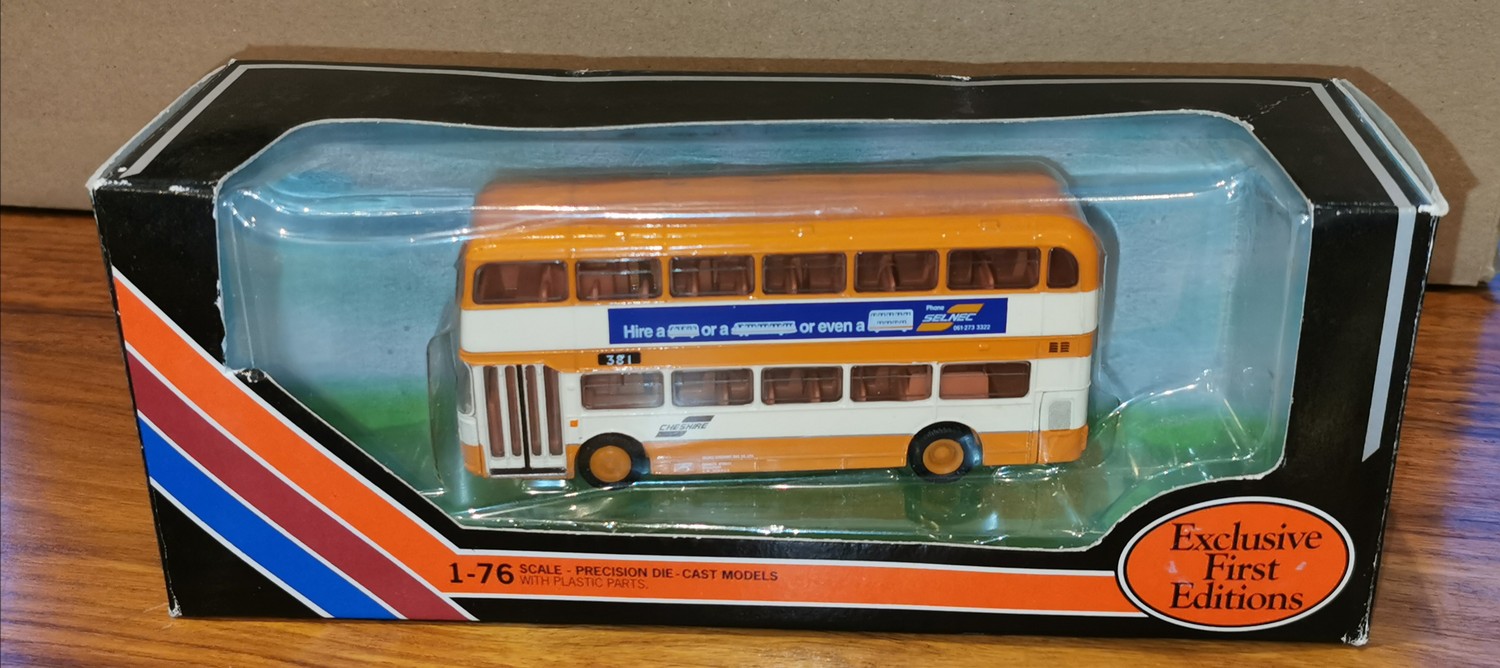 Hire a or a or even a
Phone
SELNEC
061 273 3322
381
CHESHIRE
1-76 SCALE - PRECISION DIE-CAST MODELS
WITH PLASTIC PARTS.
Exclusive
First
Editions